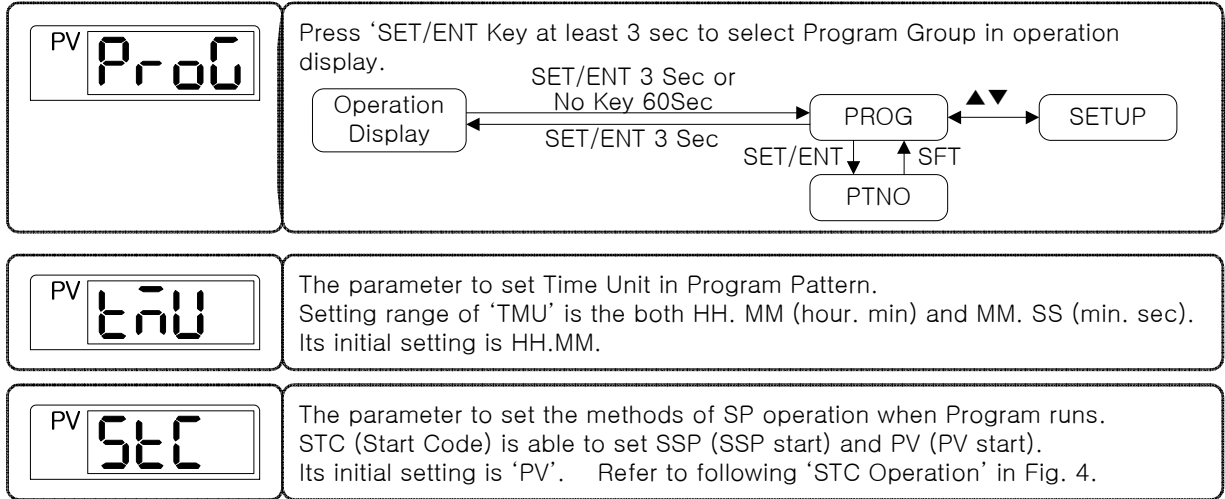 PV ProG
Press ‘SET/ENT Key at least 3 sec to select Program Group in operation
display.
SET/ENT 3 Sec or
No Key 60Sec
Operation
Display
SET/ENT 3 Sec
PROG
▲▼
SETUP
SET/ENT
SFT
PTNO
PV tMU
The parameter to set Time Unit in Program Pattern.
Setting range of ‘TMU’ is the both HH. MM (hour. min) and MM. SS (min. sec).
Its initial setting is HH.MM.
PV StC
The parameter to set the methods of SP operation when Program runs.
STC (Start Code) is able to set SSP (SSP start) and PV (PV start).
Its initial setting is ‘PV’. Refer to following ‘STC Operation’ in Fig. 4.